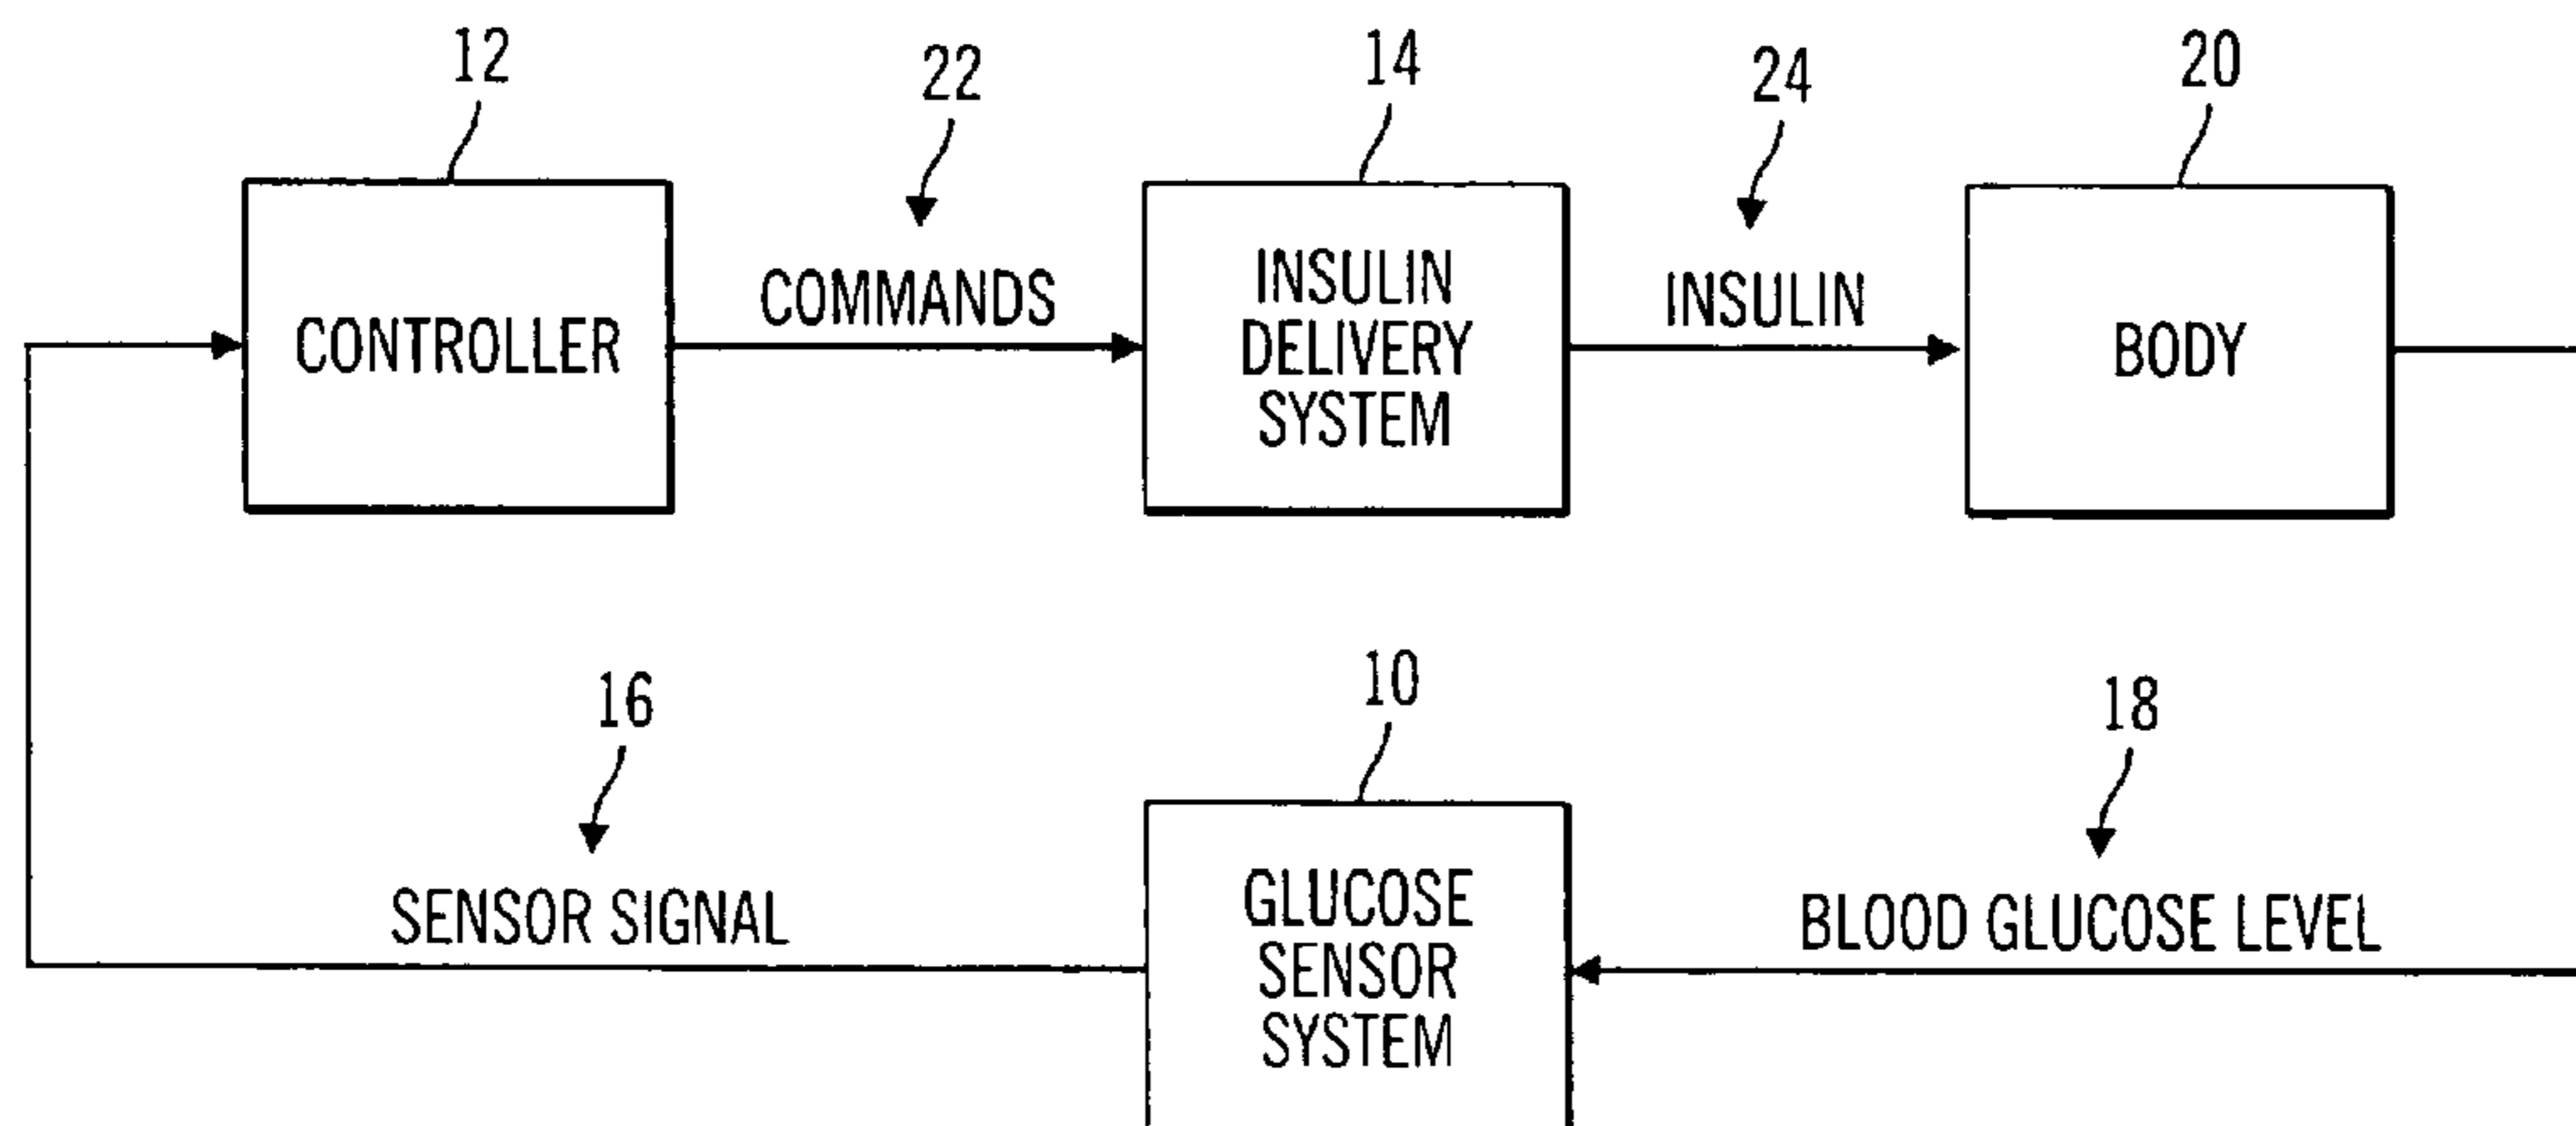 12
22
14
24
20
CONTROLLER
COMMANDS
INSULIN
DELIVERY
SYSTEM
INSULIN
BODY
16
10
18
SENSOR SIGNAL
GLUCOSE
SENSOR
SYSTEM
BLOOD GLUCOSE LEVEL